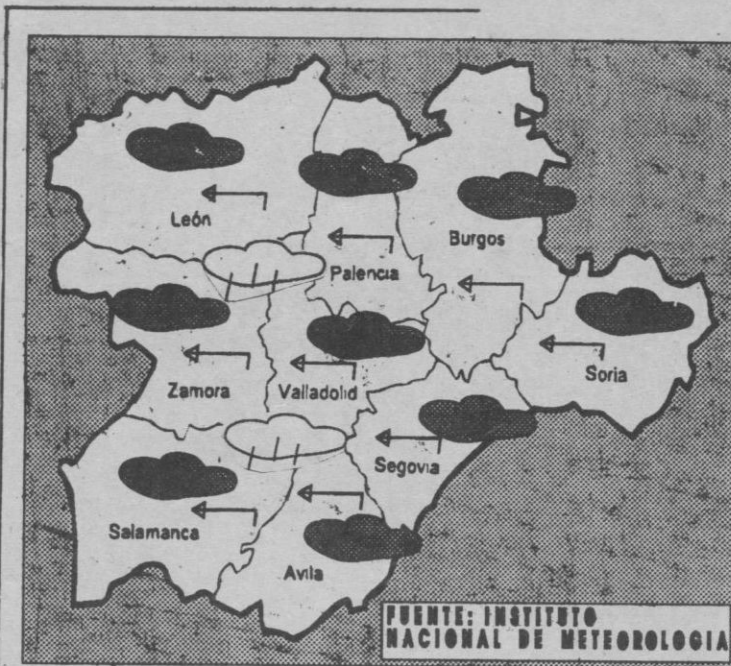 León
Palencia
Burgos
Soria
Zamora
Valladolid
Segovia
Salamanca
Avila
FUENTE: INSTITUTO
NACIONAL DE METEOROLOGIA